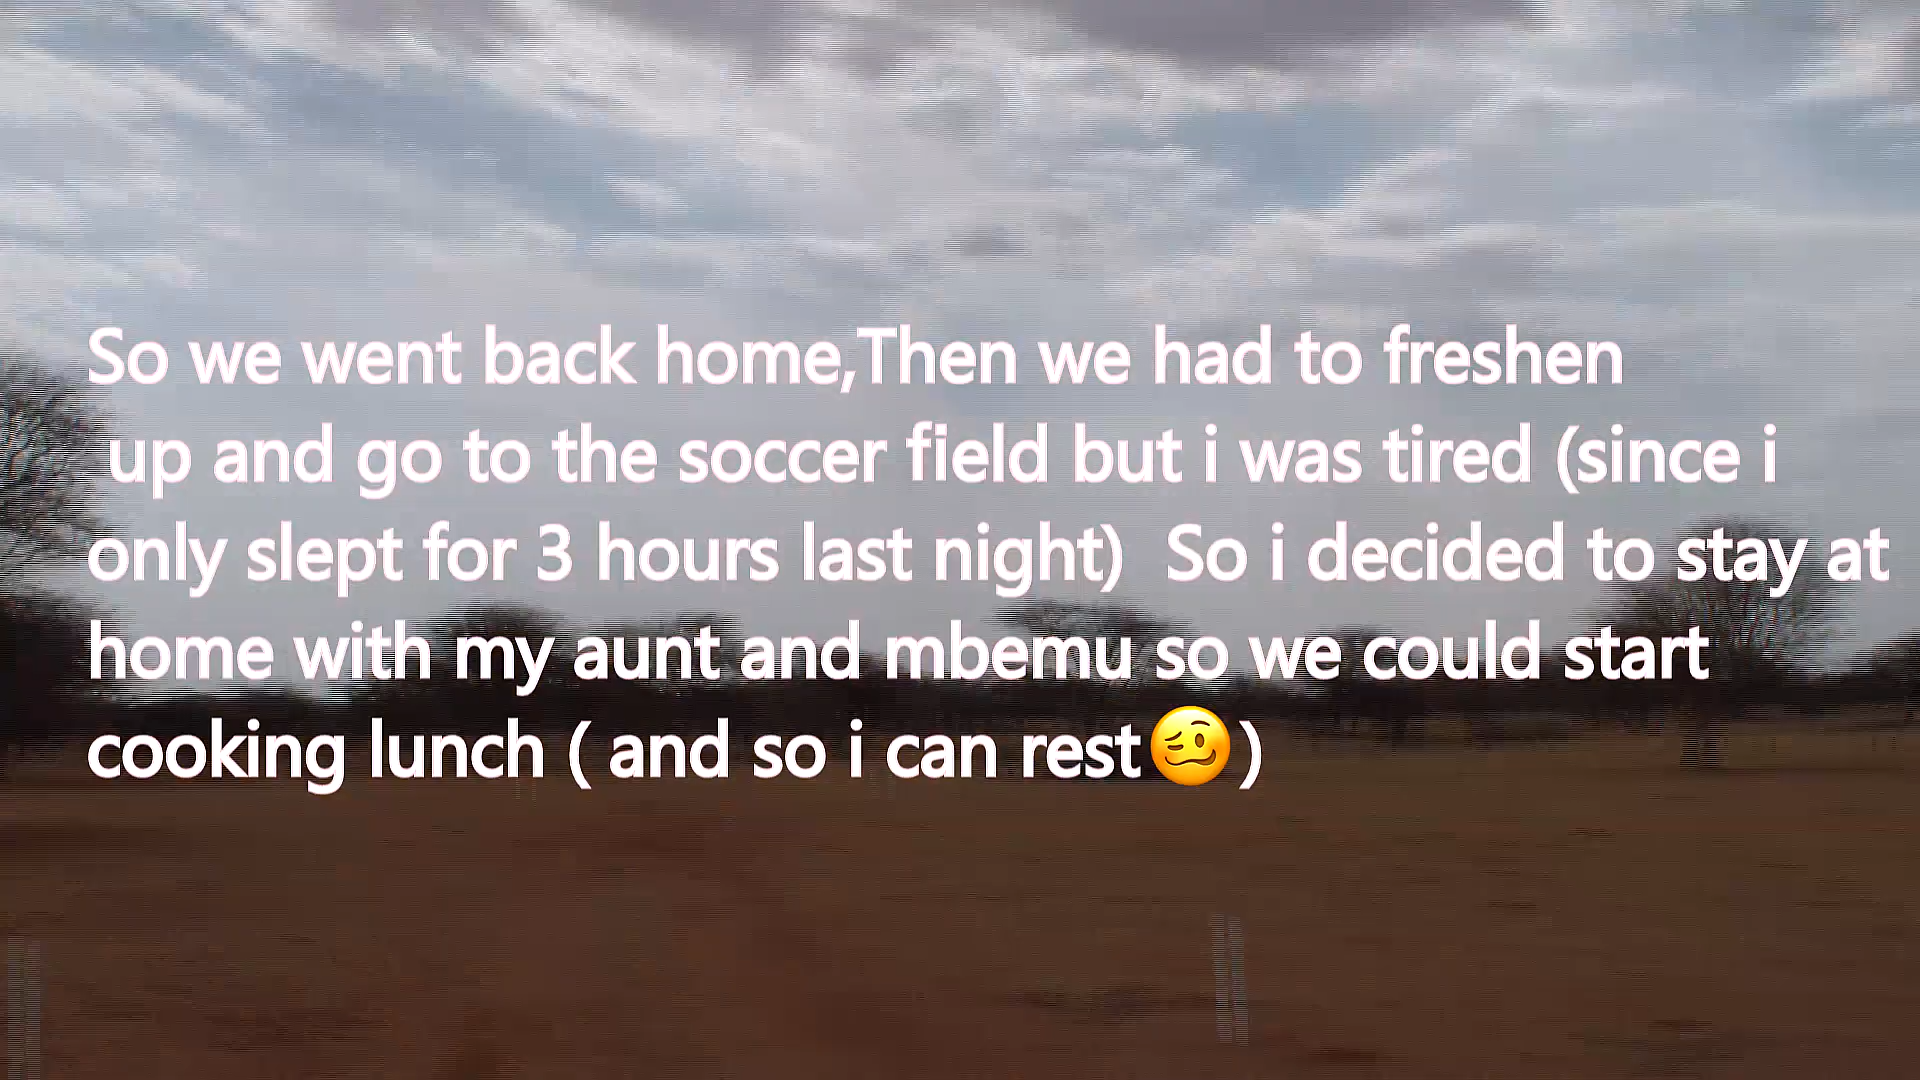 So we went back home,Then we had to freshen
up and go to the soccer field but i was tired (since i
only slept for 3 hours last night)  So i decided to stay at
home with my aunt and mbemu so we could start
cooking lunch ( and so i can rest🥴)